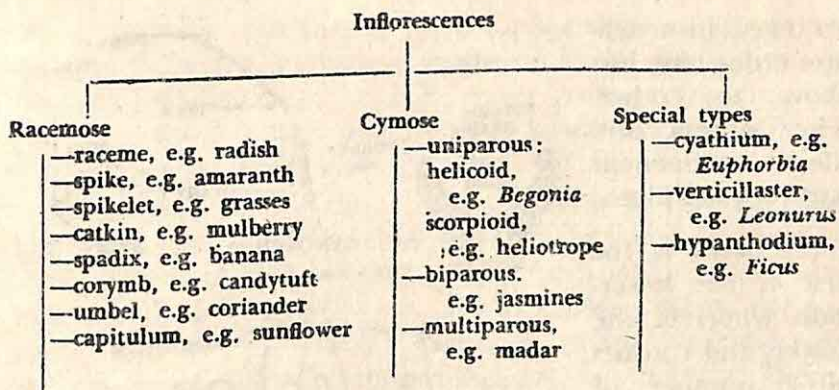 Inflorescences
Racemose
—raceme, e.g. radish
—spike, e.g. amaranth
—spikelet, e.g. grasses
—catkin, e.g. mulberry
—spadix, e.g. banana
—corymb, e.g. candytuft
—umbel, e.g. coriander
—capitulum, e.g. sunflower
Cymose
—uniparous:
helicoid,
e.g. Begonia
scorpioid,
e.g. heliotrope
—biparous.
e.g. jasmines
—multiparous,
e.g. madar
Special types
—cyathium, e.g.
Euphorbia
—verticillaster,
e.g. Leonurus
—hypanthodium,
e.g. Ficus